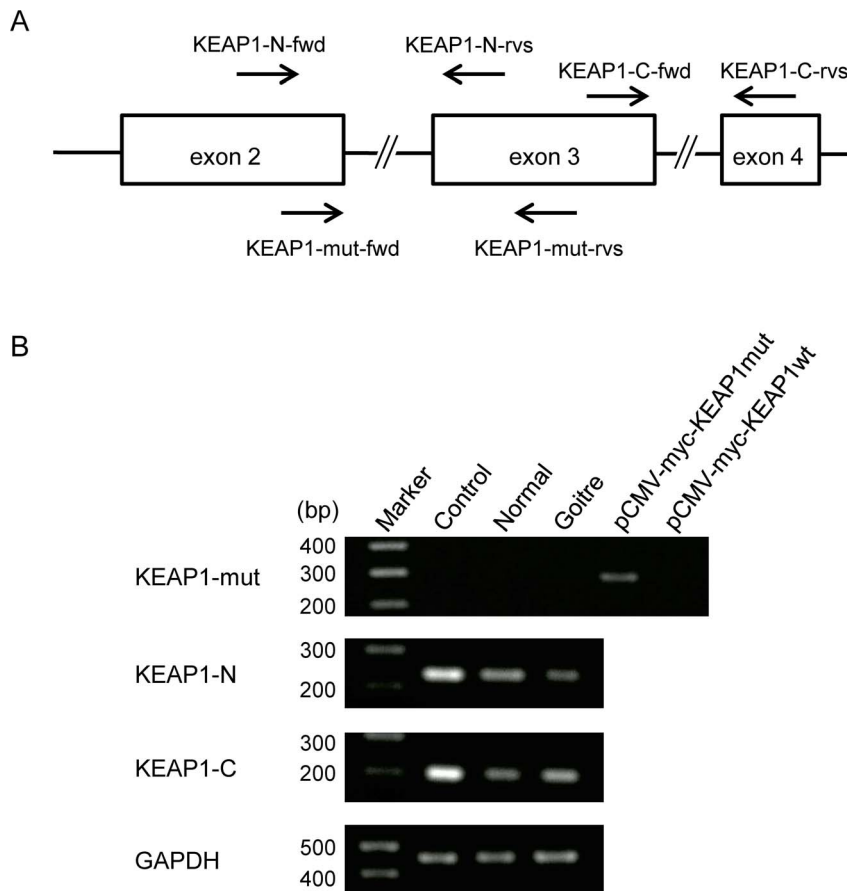 A
KEAP1-N-fwd
KEAP1-N-rvs
KEAP1-C-fwd
KEAP1-C-rvs
exon 2
exon 3
exon 4
KEAP1-mut-fwd
KEAP1-mut-rvs
B
(bp)
Marker
Control
Normal
Goitre
pCMV-myc-KEAP1mut
pCMV-myc-KEAP1wt
KEAP1-mut
400
300
200
KEAP1-N
300
200
KEAP1-C
300
200
GAPDH
500
400